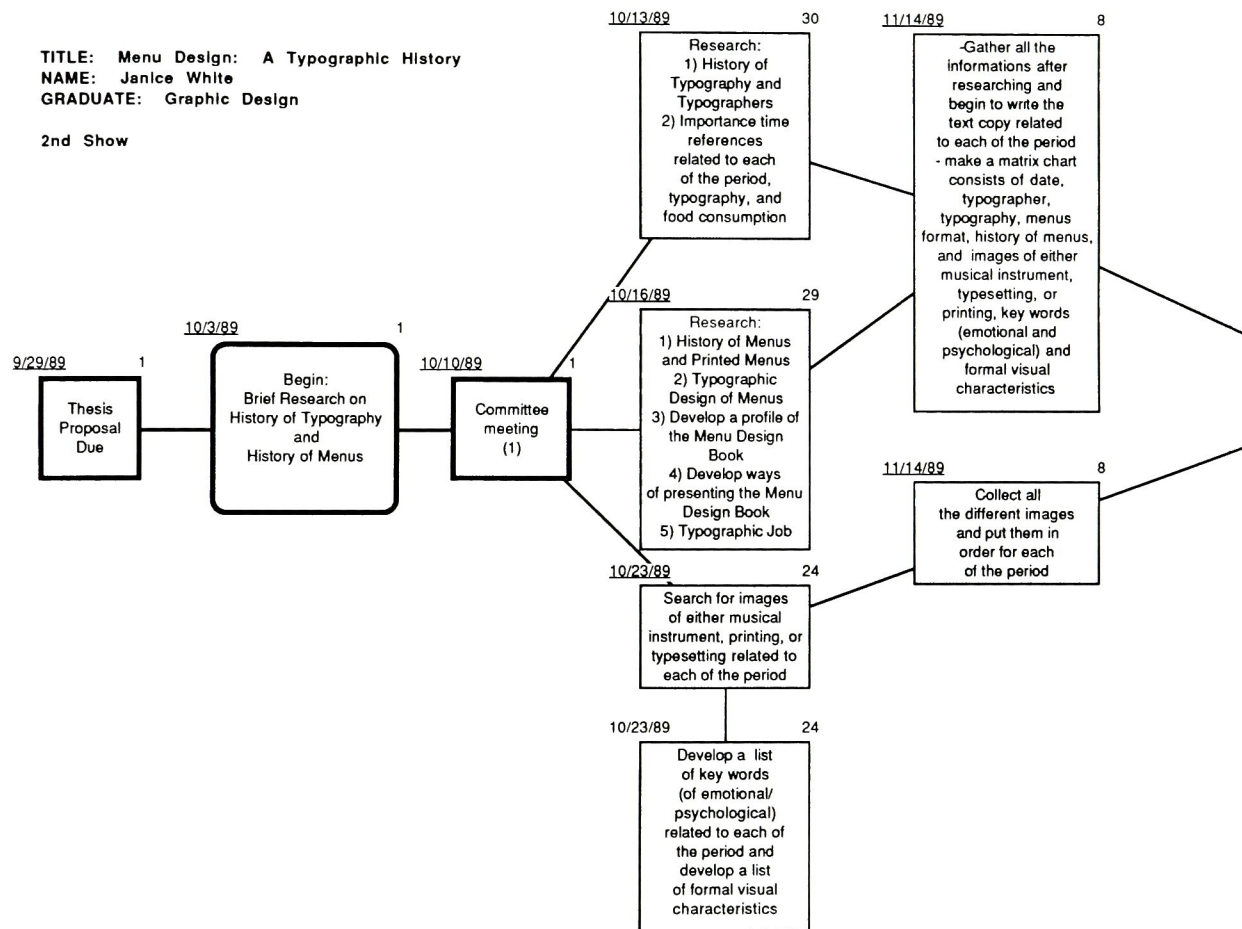 TITLE: Menu Design: A Typographic History
NAME: Janice White
GRADUATE: Graphic Design
2nd Show
9/29/89 1
Thesis
Proposal
Due
10/3/89 1
Begin:
Brief Research on
History of Typography
and
History of Menus
10/10/89 1
Committee
meeting
(1)
10/13/89 30
Research:
1) History of
Typography and
Typographers
2) Importance time
references
related to each
of the period,
typography, and
food consumption
10/16/89 29
Research:
1) History of Menus
and Printed Menus
2) Typographic
Design of Menus
3) Develop a profile of
the Menu Design
Book
4) Develop ways
of presenting the Menu
Design Book
5) Typographic Job
10/23/89 24
Search for images
of either musical
instrument, printing, or
typesetting related to
each of the period
10/23/89 24
Develop a list
of key words
(of emotional/
psychological)
related to each of
the period and
develop a list
of formal visual
characteristics
11/14/89 8
-Gather all the
informations after
researching and
begin to write the
text copy related
to each of the period
- make a matrix chart
consists of date,
typographer,
typography, menus
format, history of menus,
and images of either
musical instrument,
typesetting, or
printing, key words
(emotional and
psychological) and
formal visual
characteristics
11/14/89 8
Collect all
the different images
and put them in
order for each
of the period